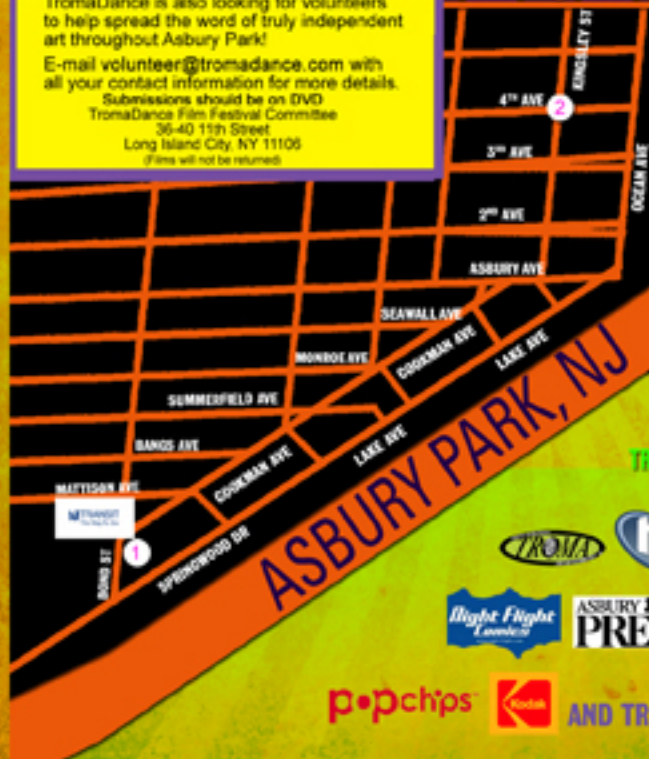 TromaDance is also looking for volunteers
to help spread the word of truly independent
art throughout Asbury Park!
E-mail volunteer@tromadance.com with
all your contact information for more details.
Submissions should be on DVD
TromaDance Film Festival Committee
36-40 11th Street
Long Island City, NY 11106
(Films will not be returned)
KINGSLEY ST
4TH AVE
2
3RD AVE
OCEAN AVE
2ND AVE
ASBURY AVE
SEAWALL AVE
COOKMAN AVE
LAKE AVE
MONROE AVE
SUMMERFIELD AVE
BANGS AVE
LAKE AVE
COOKMAN AVE
MATTISON AVE
TRANSIT
1
BOND ST
SPRINGWOOD DR
ASBURY PARK, NJ
TH
TROMA
Night Flight
Comics
ASBURY
PRE
popchips
Kodak
AND TR